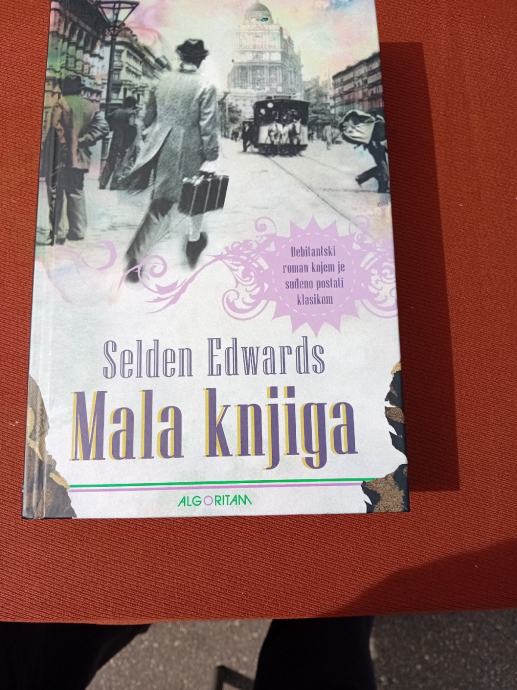 Debitantski
roman kojem je
suđeno postati
klasikom
Selden Edwards
Mala knjiga
ALGORITAM